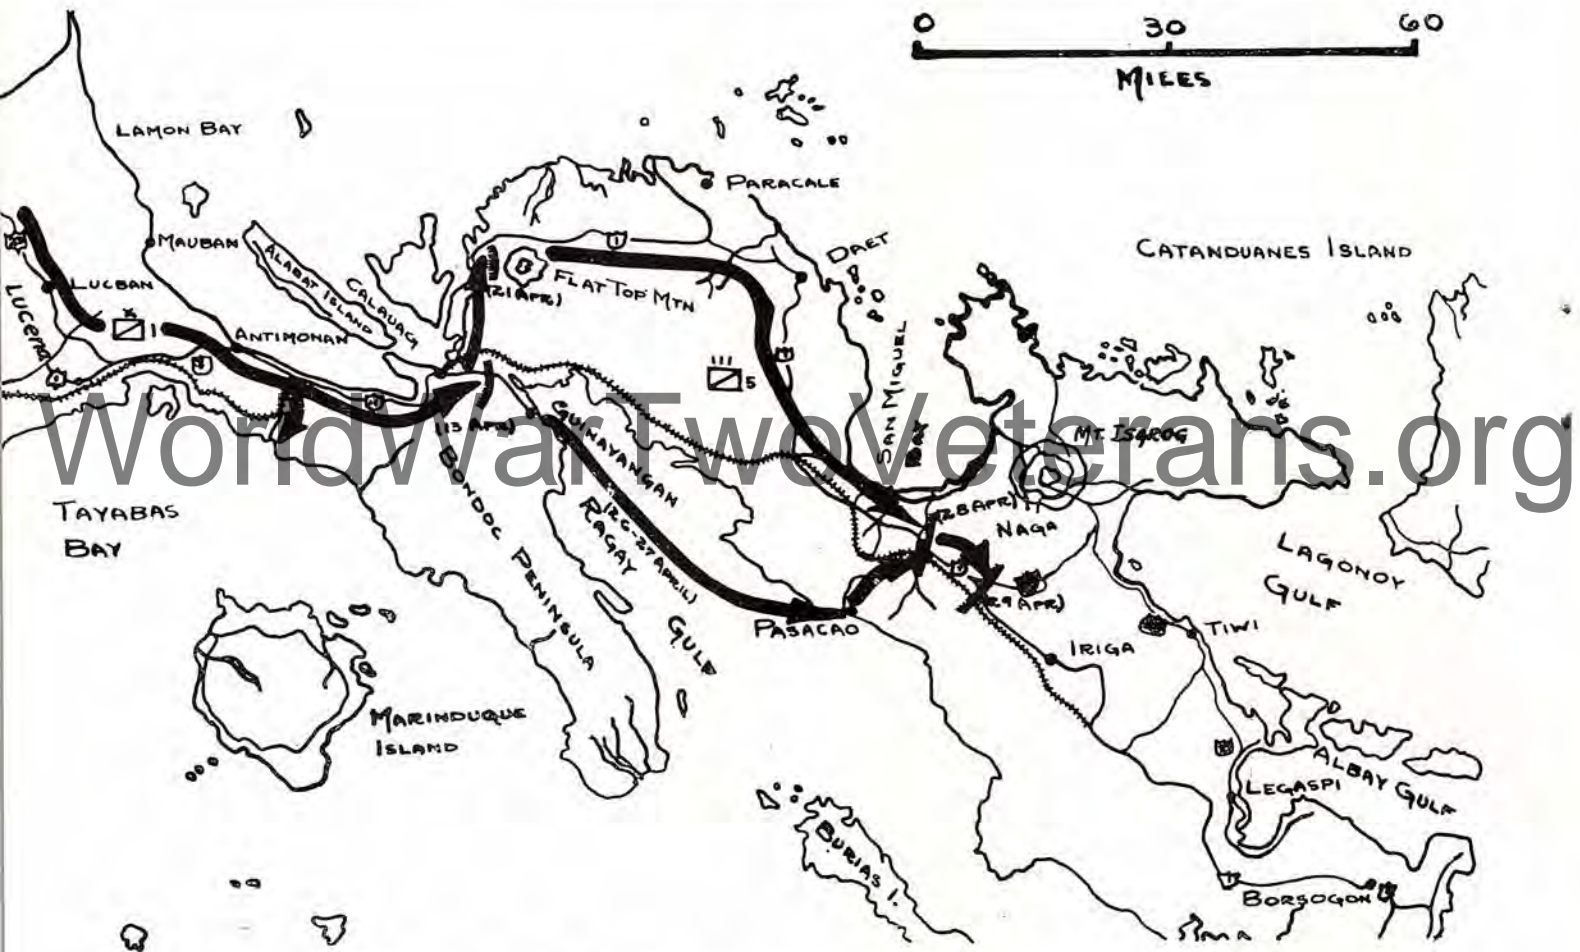 0 30 60
MILES
LAMON BAY
PARACALE
MAUBAN
DAET
CATANDUANES ISLAND
ALABAT ISLAND
CALAUAG
1
FLAT TOP MTN
(21 APR)
LUCBAN
LUCENA
1
ANTIMONAN
5
SAN MIGUEL
BAY
(13 APR)
GUINAYANGAN
MT. ISAROG
WorldWarTwoVeterans.org
TAYABAS
BAY
BONDOC PENINSULA
RAGAY
GULF
(26-27 APRIL)
(28 APR)
NAGA
LAGONOY
GULF
(29 APR)
PASACAO
TIWI
IRIGA
MARINDUQUE
ISLAND
ALBAY GULF
LEGASPI
BURIAS I.
BORSOGON